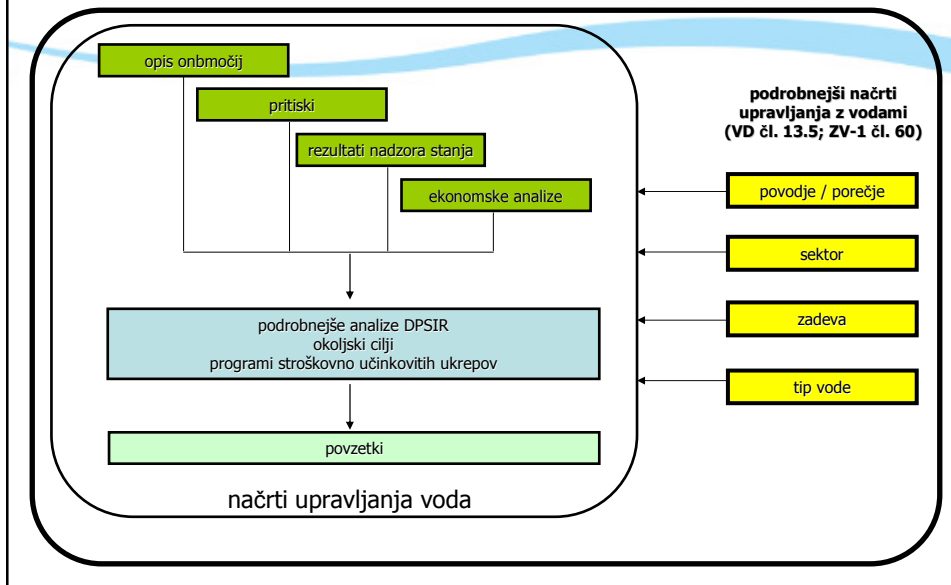 opis onbmočij
pritiski
rezultati nadzora stanja
ekonomske analize
podrobnejše analize DPSIR
okoljski cilji
programi stroškovno učinkovitih ukrepov
povzetki
načrti upravljanja voda
podrobnejši načrti
upravljanja z vodami
(VD čl. 13.5; ZV-1 čl. 60)
povodje / porečje
sektor
zadeva
tip vode